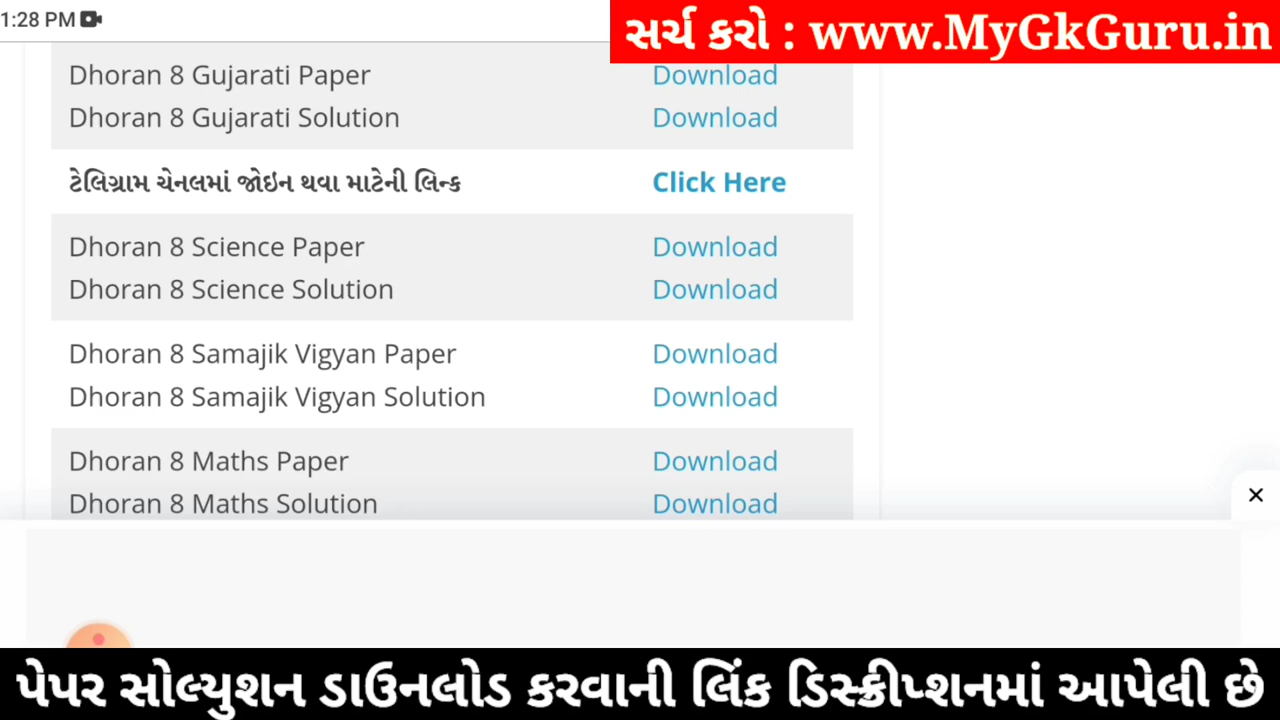 1:28 PM
સર્ચ કરો : www.MyGkGuru.in
Dhoran 8 Gujarati Paper Download
Dhoran 8 Gujarati Solution Download
ટેલિગ્રામ ચેનલમાં જોઇન થવા માટેની લિન્ક Click Here
Dhoran 8 Science Paper Download
Dhoran 8 Science Solution Download
Dhoran 8 Samajik Vigyan Paper Download
Dhoran 8 Samajik Vigyan Solution Download
Dhoran 8 Maths Paper Download
Dhoran 8 Maths Solution Download
પેપર સોલ્યુશન ડાઉનલોડ કરવાની લિંક ડિસ્ક્રીપ્શનમાં આપેલી છે